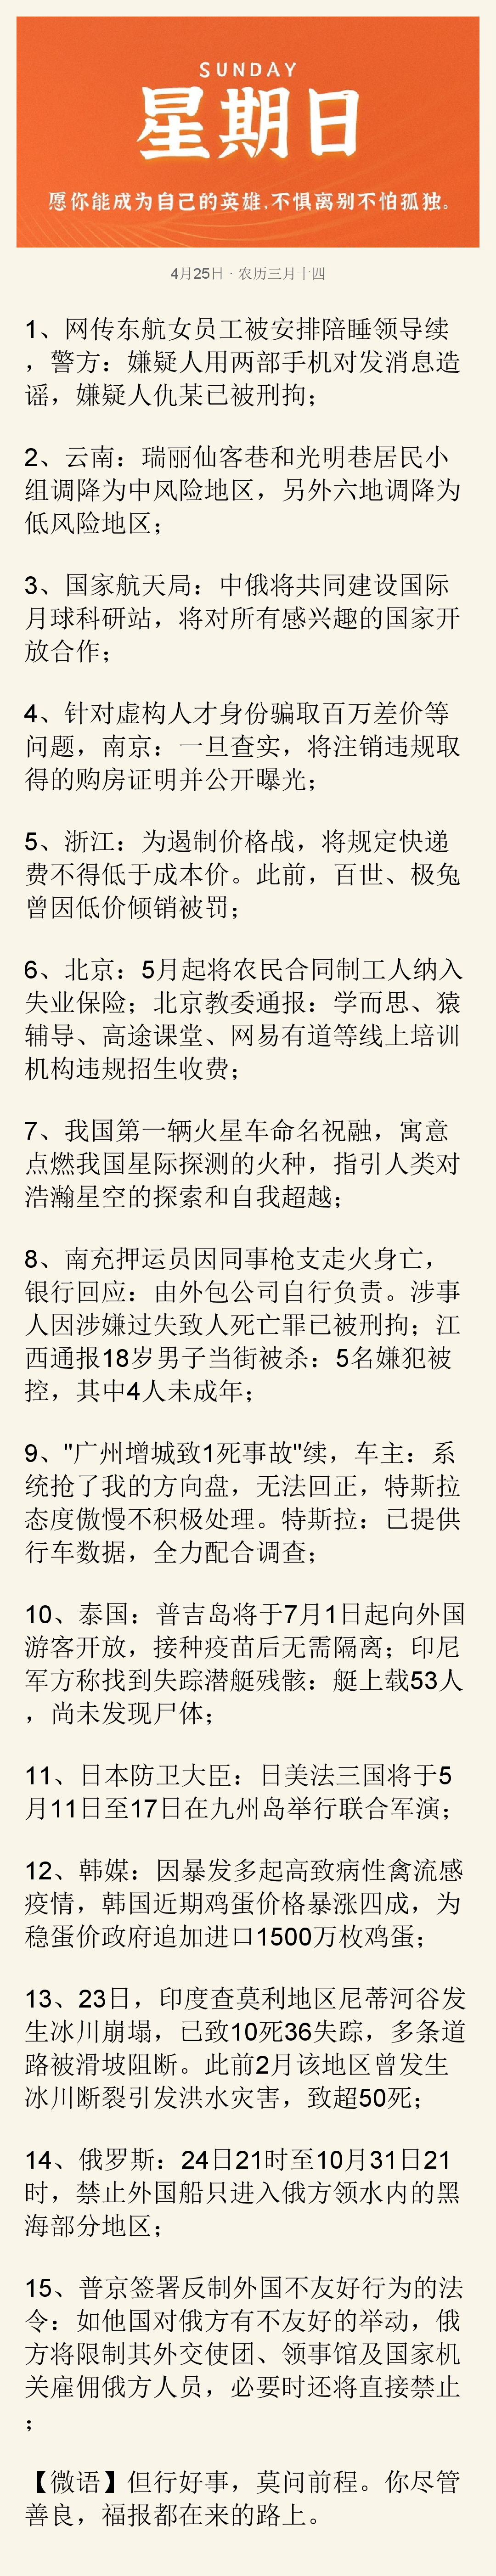 SUNDAY
星期日
愿你能成为自己的英雄，不惧离别不怕孤独。
4月25日 · 农历三月十四
1、网传东航女员工被安排陪睡领导续
，警方：嫌疑人用两部手机对发消息造
谣，嫌疑人仇某已被刑拘；
2、云南：瑞丽仙客巷和光明巷居民小
组调降为中风险地区，另外六地调降为
低风险地区；
3、国家航天局：中俄将共同建设国际
月球科研站，将对所有感兴趣的国家开
放合作；
4、针对虚构人才身份骗取百万差价等
问题，南京：一旦查实，将注销违规取
得的购房证明并公开曝光；
5、浙江：为遏制价格战，将规定快递
费不得低于成本价。此前，百世、极兔
曾因低价倾销被罚；
6、北京：5月起将农民合同制工人纳入
失业保险；北京教委通报：学而思、猿
辅导、高途课堂、网易有道等线上培训
机构违规招生收费；
7、我国第一辆火星车命名祝融，寓意
点燃我国星际探测的火种，指引人类对
浩瀚星空的探索和自我超越；
8、南充押运员因同事枪支走火身亡，
银行回应：由外包公司自行负责。涉事
人因涉嫌过失致人死亡罪已被刑拘；江
西通报18岁男子当街被杀：5名嫌犯被
控，其中4人未成年；
9、"广州增城致1死事故"续，车主：系
统抢了我的方向盘，无法回正，特斯拉
态度傲慢不积极处理。特斯拉：已提供
行车数据，全力配合调查；
10、泰国：普吉岛将于7月1日起向外国
游客开放，接种疫苗后无需隔离；印尼
军方称找到失踪潜艇残骸：艇上载53人
，尚未发现尸体；
11、日本防卫大臣：日美法三国将于5
月11日至17日在九州岛举行联合军演；
12、韩媒：因暴发多起高致病性禽流感
疫情，韩国近期鸡蛋价格暴涨四成，为
稳蛋价政府追加进口1500万枚鸡蛋；
13、23日，印度查莫利地区尼蒂河谷发
生冰川崩塌，已致10死36失踪，多条道
路被滑坡阻断。此前2月该地区曾发生
冰川断裂引发洪水灾害，致超50死；
14、俄罗斯：24日21时至10月31日21
时，禁止外国船只进入俄方领水内的黑
海部分地区；
15、普京签署反制外国不友好行为的法
令：如他国对俄方有不友好的举动，俄
方将限制其外交使团、领事馆及国家机
关雇佣俄方人员，必要时还将直接禁止
；
【微语】但行好事，莫问前程。你尽管
善良，福报都在来的路上。